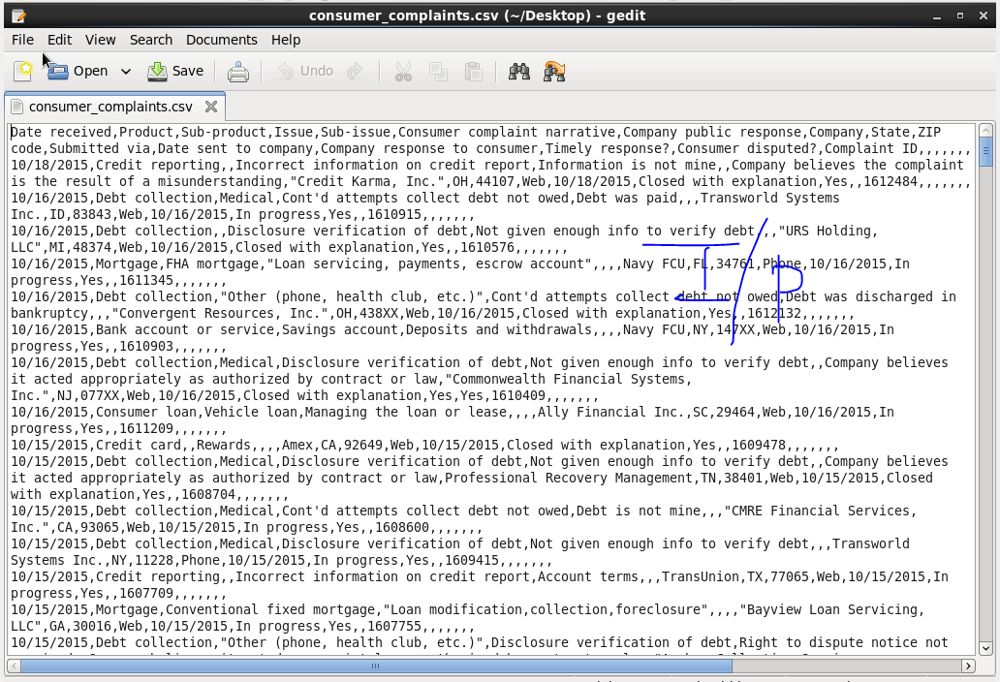 consumer_complaints.csv (~/Desktop) - gedit
File Edit View Search Documents Help
Open Save Undo
consumer_complaints.csv
Date received,Product,Sub-product,Issue,Sub-issue,Consumer complaint narrative,Company public response,Company,State,ZIP
code,Submitted via,Date sent to company,Company response to consumer,Timely response?,Consumer disputed?,Complaint ID,,,,,,,
10/18/2015,Credit reporting,,Incorrect information on credit report,Information is not mine,,Company believes the complaint
is the result of a misunderstanding,"Credit Karma, Inc.",OH,44107,Web,10/18/2015,Closed with explanation,Yes,,1612484,,,,,,,
10/16/2015,Debt collection,Medical,Cont'd attempts collect debt not owed,Debt was paid,,,Transworld Systems
Inc.,ID,83843,Web,10/16/2015,In progress,Yes,,1610915,,,,,,,
10/16/2015,Debt collection,,Disclosure verification of debt,Not given enough info to verify debt,,,"URS Holding,
LLC",MI,48374,Web,10/16/2015,Closed with explanation,Yes,,1610576,,,,,,,
10/16/2015,Mortgage,FHA mortgage,"Loan servicing, payments, escrow account",,,,Navy FCU,FL,34761,Phone,10/16/2015,In
progress,Yes,,1611345,,,,,,,
I/P
10/16/2015,Debt collection,"Other (phone, health club, etc.)",Cont'd attempts collect debt not owed,Debt was discharged in
bankruptcy,,,"Convergent Resources, Inc.",OH,438XX,Web,10/16/2015,Closed with explanation,Yes,,1612132,,,,,,,
10/16/2015,Bank account or service,Savings account,Deposits and withdrawals,,,,Navy FCU,NY,147XX,Web,10/16/2015,In
progress,Yes,,1610903,,,,,,,
10/16/2015,Debt collection,Medical,Disclosure verification of debt,Not given enough info to verify debt,,Company believes
it acted appropriately as authorized by contract or law,"Commonwealth Financial Systems,
Inc.",NJ,077XX,Web,10/16/2015,Closed with explanation,Yes,Yes,1610409,,,,,,,
10/16/2015,Consumer loan,Vehicle loan,Managing the loan or lease,,,,Ally Financial Inc.,SC,29464,Web,10/16/2015,In
progress,Yes,,1611209,,,,,,,
10/15/2015,Credit card,,Rewards,,,,Amex,CA,92649,Web,10/15/2015,Closed with explanation,Yes,,1609478,,,,,,,
10/15/2015,Debt collection,Medical,Disclosure verification of debt,Not given enough info to verify debt,,Company believes
it acted appropriately as authorized by contract or law,Professional Recovery Management,TN,38401,Web,10/15/2015,Closed
with explanation,Yes,,1608704,,,,,,,
10/15/2015,Debt collection,Medical,Cont'd attempts collect debt not owed,Debt is not mine,,,"CMRE Financial Services,
Inc.",CA,93065,Web,10/15/2015,In progress,Yes,,1608600,,,,,,,
10/15/2015,Debt collection,Medical,Disclosure verification of debt,Not given enough info to verify debt,,,Transworld
Systems Inc.,NY,11228,Phone,10/15/2015,In progress,Yes,,1609415,,,,,,,
10/15/2015,Credit reporting,,Incorrect information on credit report,Account terms,,,TransUnion,TX,77065,Web,10/15/2015,In
progress,Yes,,1607709,,,,,,,
10/15/2015,Mortgage,Conventional fixed mortgage,"Loan modification,collection,foreclosure",,,,"Bayview Loan Servicing,
LLC",GA,30016,Web,10/15/2015,In progress,Yes,,1607755,,,,,,,
10/15/2015,Debt collection,"Other (phone, health club, etc.)",Disclosure verification of debt,Right to dispute notice not